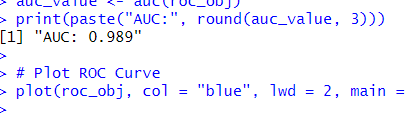 > auc_value <- auc(roc_obj)
> print(paste("AUC:", round(auc_value, 3)))
[1] "AUC: 0.989"
>
> # Plot ROC Curve
> plot(roc_obj, col = "blue", lwd = 2, main =
>